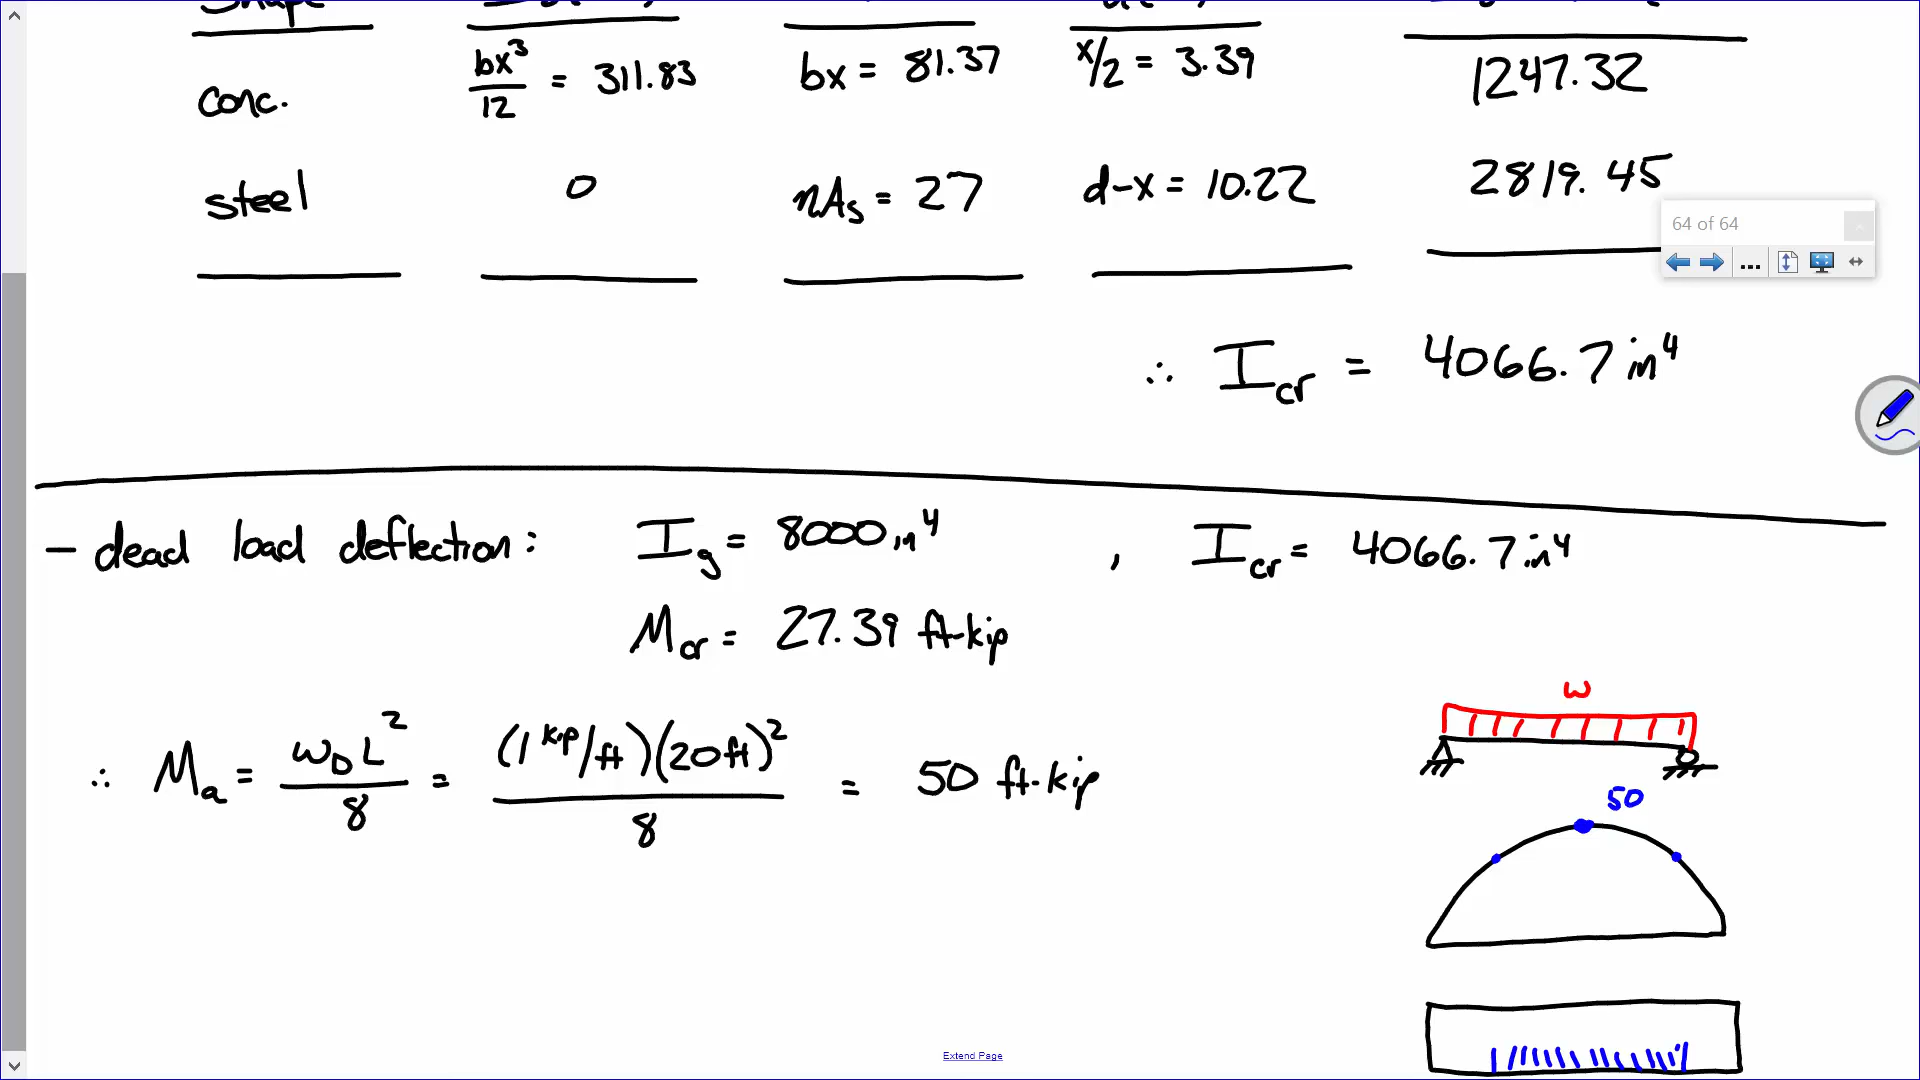 conc. bx³/12 = 311.83 bx = 81.37 x/2 = 3.39 1247.32
steel 0 nAs = 27 d-x = 10.22 2819.45
64 of 64
∴ Icr = 4066.7 in⁴
- dead load deflection: Ig = 8000 in⁴ , Icr = 4066.7 in⁴
Mcr = 27.39 ft-kip
w
∴ Ma = wDL²/8 = (1 kip/ft)(20ft)²/8 = 50 ft-kip
50
Extend Page